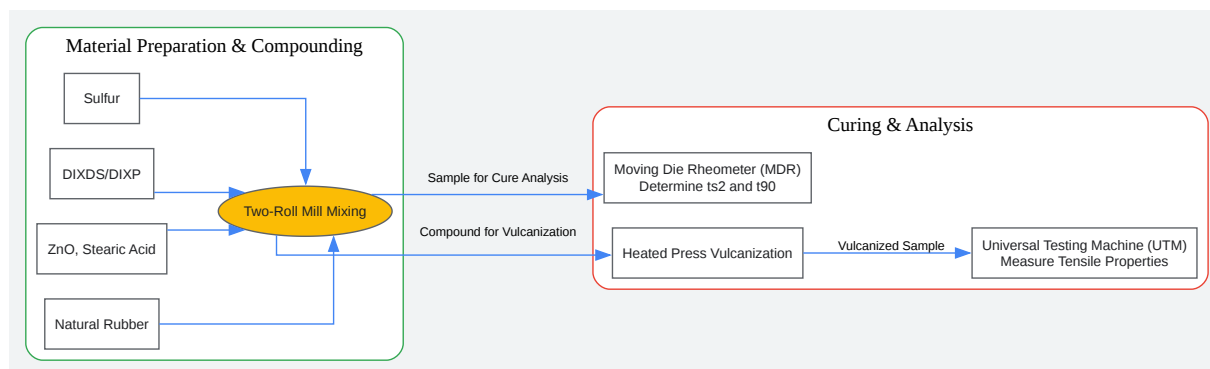 Material Preparation & Compounding
Sulfur
DIXDS/DIXP
ZnO, Stearic Acid
Natural Rubber
Two-Roll Mill Mixing
Sample for Cure Analysis
Compound for Vulcanization
Curing & Analysis
Moving Die Rheometer (MDR)
Determine ts2 and t90
Heated Press Vulcanization
Vulcanized Sample
Universal Testing Machine (UTM)
Measure Tensile Properties